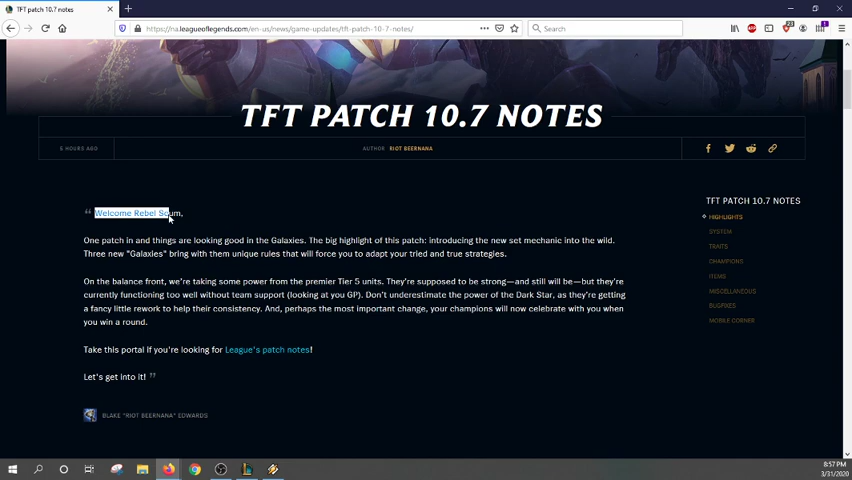 TFT patch 10.7 notes
https://na.leagueoflegends.com/en-us/news/game-updates/tft-patch-10-7-notes/
Search
TFT PATCH 10.7 NOTES
5 HOURS AGO
AUTHOR RIOT BEERNANA
Welcome Rebel Scum,
One patch in and things are looking good in the Galaxies. The big highlight of this patch: introducing the new set mechanic into the wild.
Three new "Galaxies" bring with them unique rules that will force you to adapt your tried and true strategies.
On the balance front, we're taking some power from the premier Tier 5 units. They're supposed to be strong—and still will be—but they're
currently functioning too well without team support (looking at you GP). Don't underestimate the power of the Dark Star, as they're getting
a fancy little rework to help their consistency. And, perhaps the most important change, your champions will now celebrate with you when
you win a round.
Take this portal if you're looking for League's patch notes!
Let's get into it! ”
BLAKE "RIOT BEERNANA" EDWARDS
TFT PATCH 10.7 NOTES
HIGHLIGHTS
SYSTEM
TRAITS
CHAMPIONS
ITEMS
MISCELLANEOUS
BUGFIXES
MOBILE CORNER
8:57 PM
3/31/2020